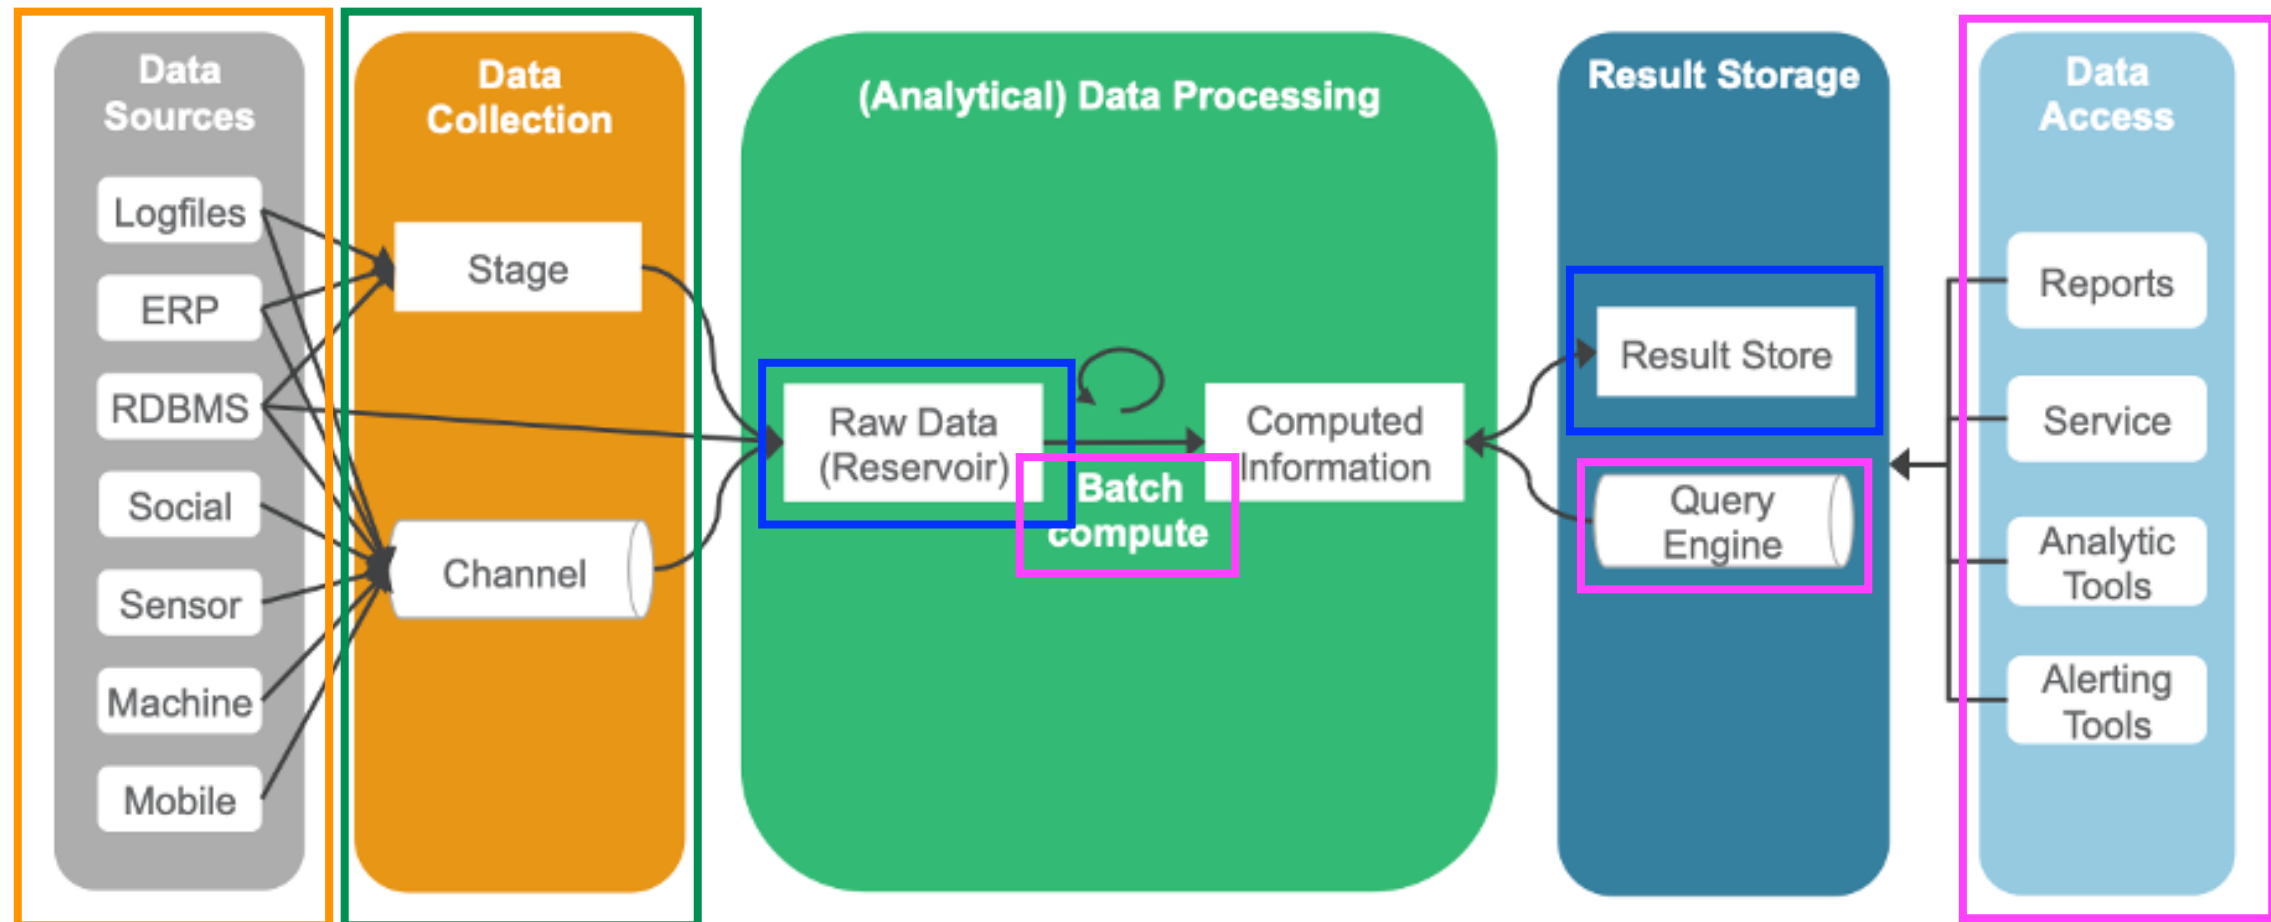 Data
Sources
Logfiles
ERP
RDBMS
Social
Sensor
Machine
Mobile
Data
Collection
Stage
Channel
(Analytical) Data Processing
Raw Data
(Reservoir)
Batch
compute
Computed
Information
Result Storage
Result Store
Query
Engine
Data
Access
Reports
Service
Analytic
Tools
Alerting
Tools